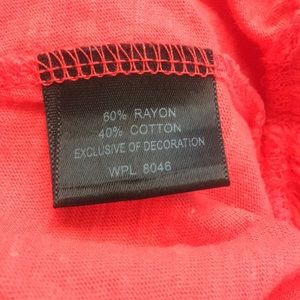 60% RAYON
40% COTTON
EXCLUSIVE OF DECORATION
WPL 8046